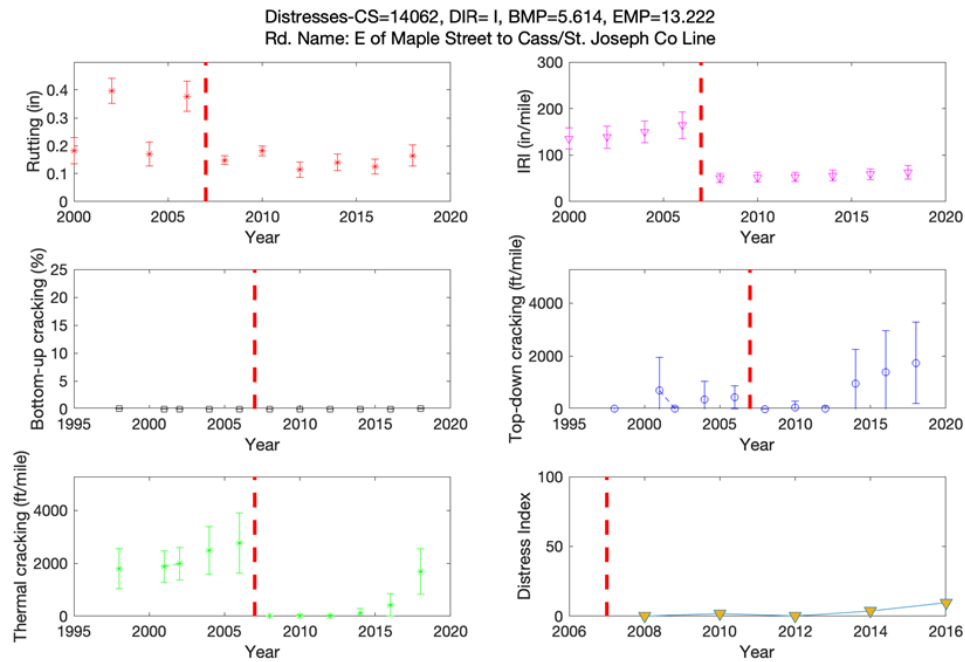 Distresses-CS=14062, DIR= I, BMP=5.614, EMP=13.222
Rd. Name: E of Maple Street to Cass/St. Joseph Co Line
Rutting (in)
0.5
0.4
0.3
0.2
0.1
0
2000 2005 2010 2015 2020
Year
IRI (in/mile)
300
200
100
0
2000 2005 2010 2015 2020
Year
Bottom-up cracking (%)
25
20
15
10
5
0
1995 2000 2005 2010 2015 2020
Year
Top-down cracking (ft/mile)
4000
2000
0
1995 2000 2005 2010 2015 2020
Year
Thermal cracking (ft/mile)
4000
2000
0
1995 2000 2005 2010 2015 2020
Year
Distress Index
100
50
0
2006 2008 2010 2012 2014 2016
Year